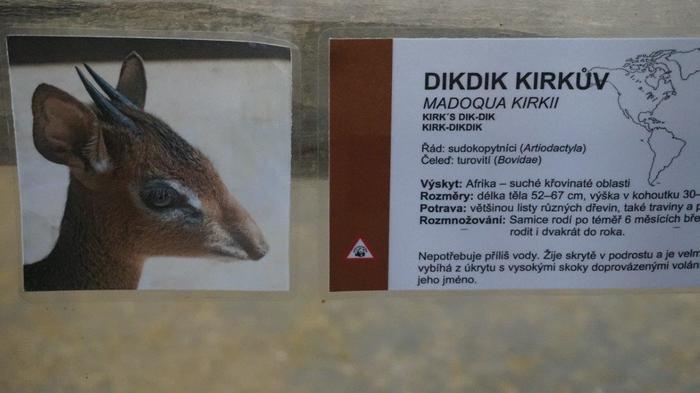 DIKDIK KIRKŮV
MADOQUA KIRKII
KIRK´S DIK-DIK
KIRK-DIKDIK
Řád: sudokopytníci (Artiodactyla)
Čeleď: turovití (Bovidae)
Výskyt: Afrika – suché křovinaté oblasti
Rozměry: délka těla 52–67 cm, výška v kohoutku 30–
Potrava: většinou listy různých dřevin, také traviny a p
Rozmnožování: Samice rodí po téměř 6 měsících bře
rodit i dvakrát do roka.
Nepotřebuje příliš vody. Žije skrytě v podrostu a je velm
vybíhá z úkrytu s vysokými skoky doprovázenými volán
jeho jméno.